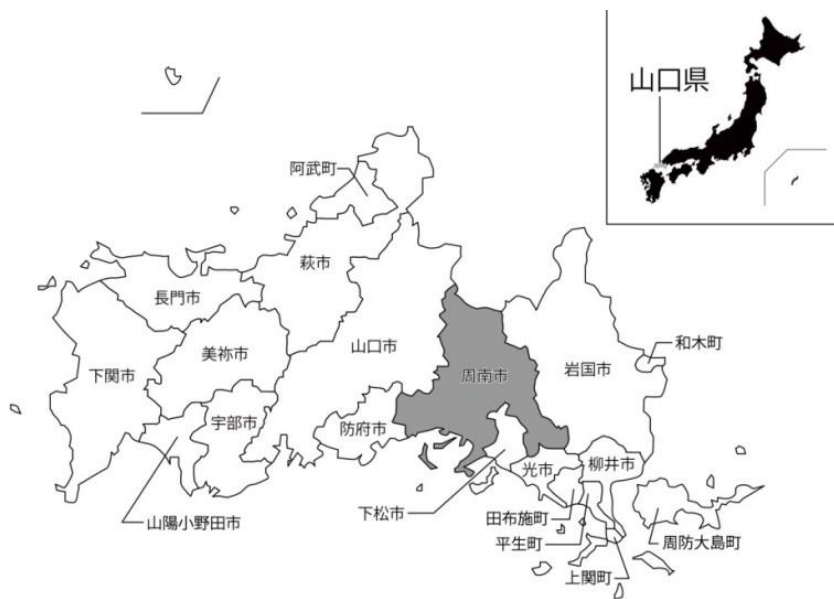 山口県
阿武町
萩市
長門市
和木町
山口市
美祢市
岩国市
下関市
周南市
宇部市
防府市
柳井市
光市
下松市
田布施町
山陽小野田市
平生町
周防大島町
上関町